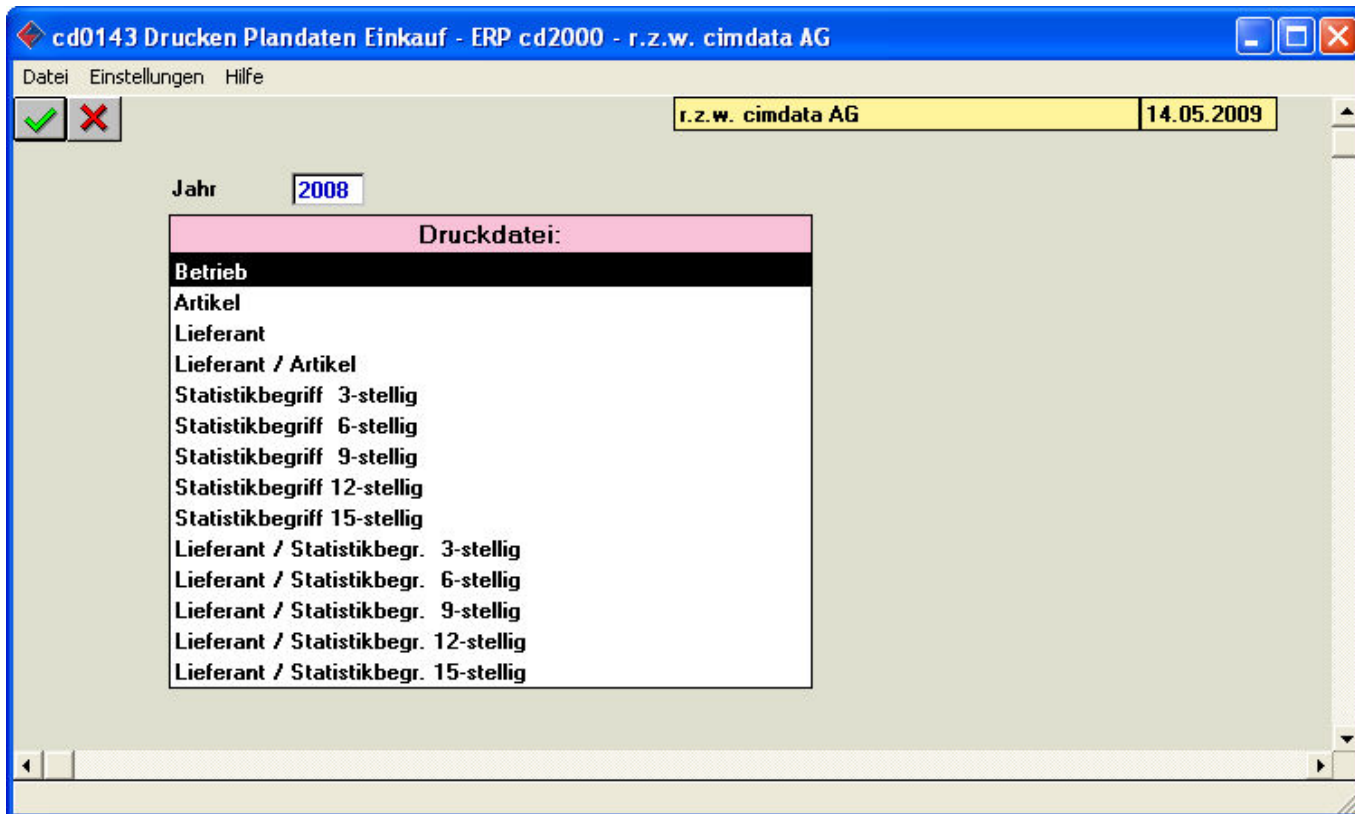 cd0143 Drucken Plandaten Einkauf - ERP cd2000 - r.z.w. cimdata AG
Datei Einstellungen Hilfe
r.z.w. cimdata AG 14.05.2009
Jahr 2008
Druckdatei:
Betrieb
Artikel
Lieferant
Lieferant / Artikel
Statistikbegriff 3-stellig
Statistikbegriff 6-stellig
Statistikbegriff 9-stellig
Statistikbegriff 12-stellig
Statistikbegriff 15-stellig
Lieferant / Statistikbegr. 3-stellig
Lieferant / Statistikbegr. 6-stellig
Lieferant / Statistikbegr. 9-stellig
Lieferant / Statistikbegr. 12-stellig
Lieferant / Statistikbegr. 15-stellig